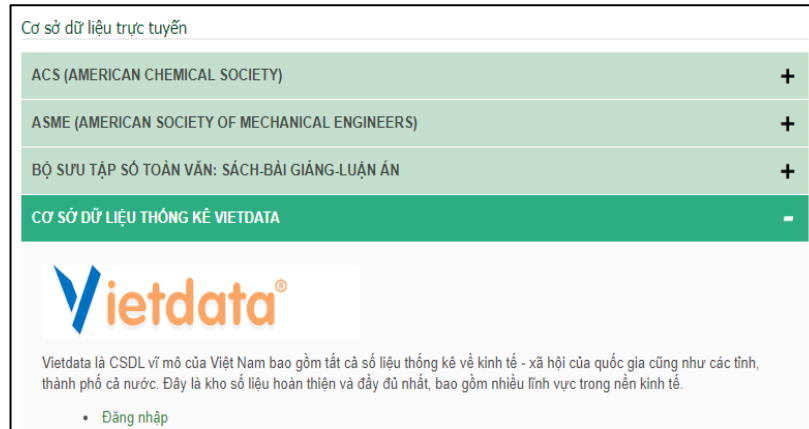 Cơ sở dữ liệu trực tuyến
ACS (AMERICAN CHEMICAL SOCIETY)
ASME (AMERICAN SOCIETY OF MECHANICAL ENGINEERS)
BỘ SƯU TẬP SỐ TOÀN VĂN: SÁCH-BÀI GIẢNG-LUẬN ÁN
CƠ SỞ DỮ LIỆU THỐNG KÊ VIETDATA
Vietdata®
Vietdata là CSDL vĩ mô của Việt Nam bao gồm tất cả số liệu thống kê về kinh tế - xã hội của quốc gia cũng như các tỉnh,
thành phố cả nước. Đây là kho số liệu hoàn thiện và đầy đủ nhất, bao gồm nhiều lĩnh vực trong nền kinh tế.
• Đăng nhập